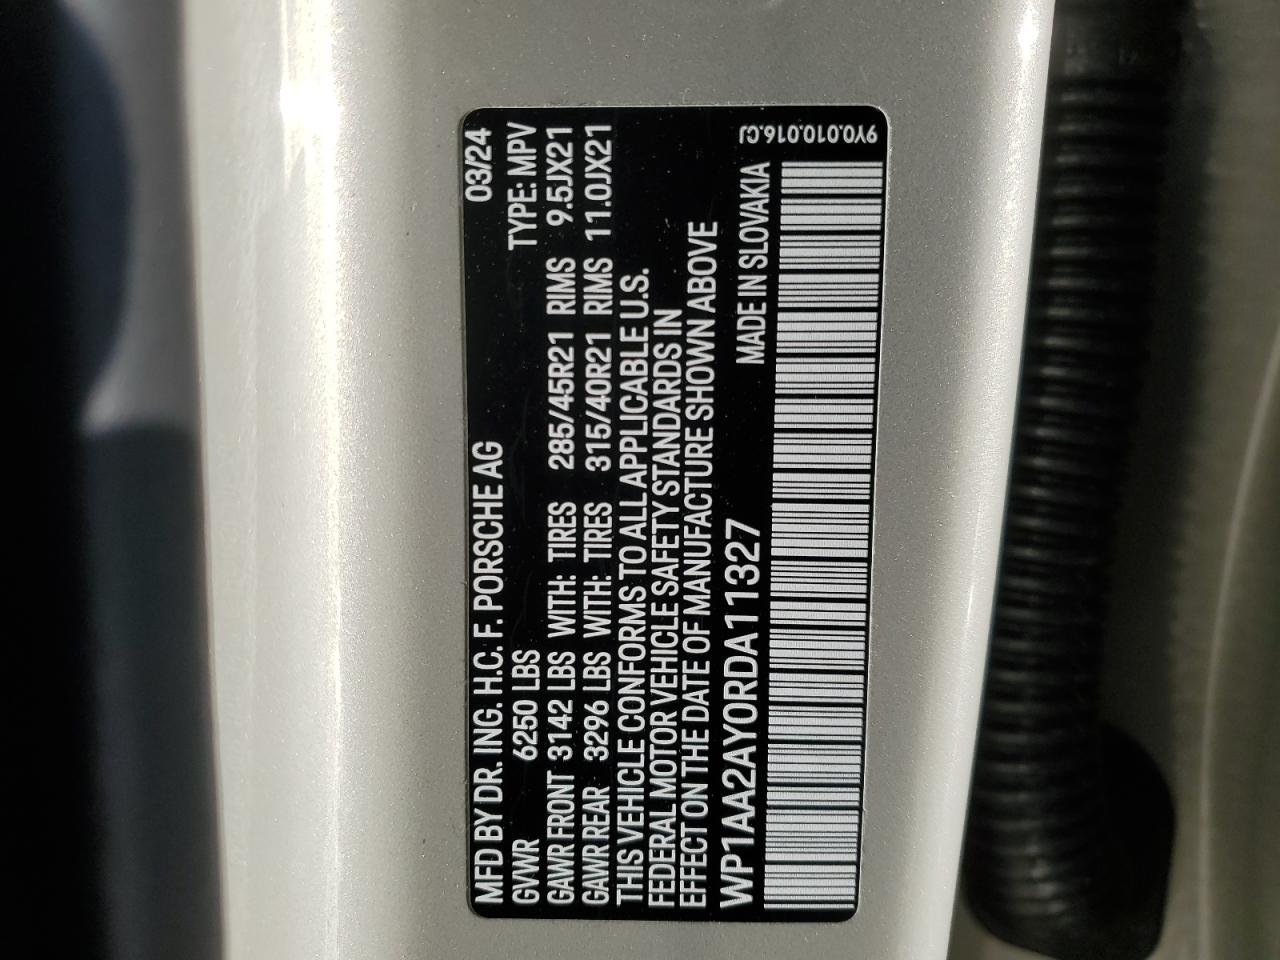 MFD BY DR. ING. H.C. F. PORSCHE AG 03/24
GVWR 6250 LBS TYPE: MPV
GAWR FRONT 3142 LBS WITH: TIRES 285/45R21 RIMS 9.5JX21
GAWR REAR 3296 LBS WITH: TIRES 315/40R21 RIMS 11.0JX21
THIS VEHICLE CONFORMS TO ALL APPLICABLE U.S.
FEDERAL MOTOR VEHICLE SAFETY STANDARDS IN
EFFECT ON THE DATE OF MANUFACTURE SHOWN ABOVE
WP1AA2AY0RDA11327 MADE IN SLOVAKIA
9Y0.010.016.CJ